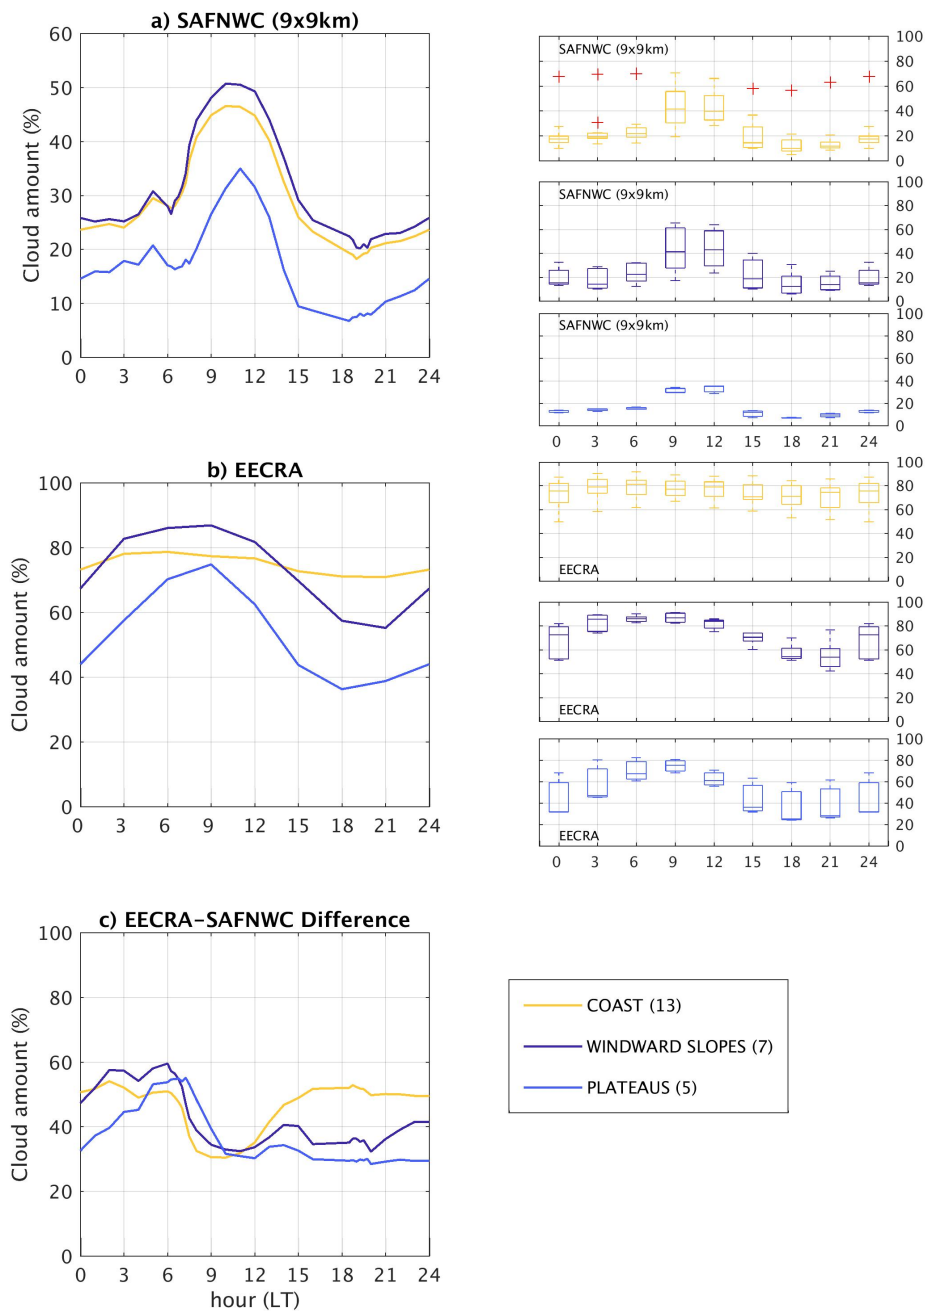 a) SAFNWC (9x9km)
60
50
40
30
20
10
0
Cloud amount (%)
0 3 6 9 12 15 18 21 24
SAFNWC (9x9km)
100
80
60
40
20
0
SAFNWC (9x9km)
100
80
60
40
20
0
SAFNWC (9x9km)
100
80
60
40
20
0
0 3 6 9 12 15 18 21 24
b) EECRA
100
80
60
40
20
0
Cloud amount (%)
0 3 6 9 12 15 18 21 24
100
80
60
40
20
0
EECRA
100
80
60
40
20
0
EECRA
100
80
60
40
20
0
EECRA
0 3 6 9 12 15 18 21 24
c) EECRA-SAFNWC Difference
100
80
60
40
20
0
Cloud amount (%)
0 3 6 9 12 15 18 21 24
hour (LT)
COAST (13)
WINDWARD SLOPES (7)
PLATEAUS (5)